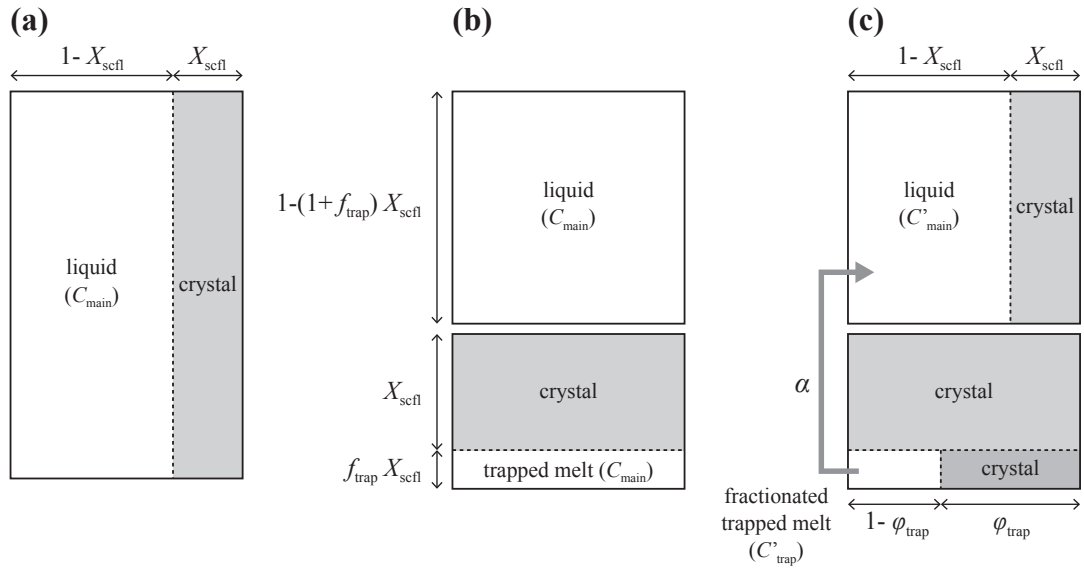 (a)
1- X_scfl
X_scfl
liquid
(C_main)
crystal
(b)
1-(1+ f_trap) X_scfl
liquid
(C_main)
X_scfl
crystal
f_trap X_scfl
trapped melt (C_main)
(c)
1- X_scfl
X_scfl
liquid
(C'_main)
crystal
α
crystal
crystal
fractionated
trapped melt
(C'_trap)
1- φ_trap
φ_trap